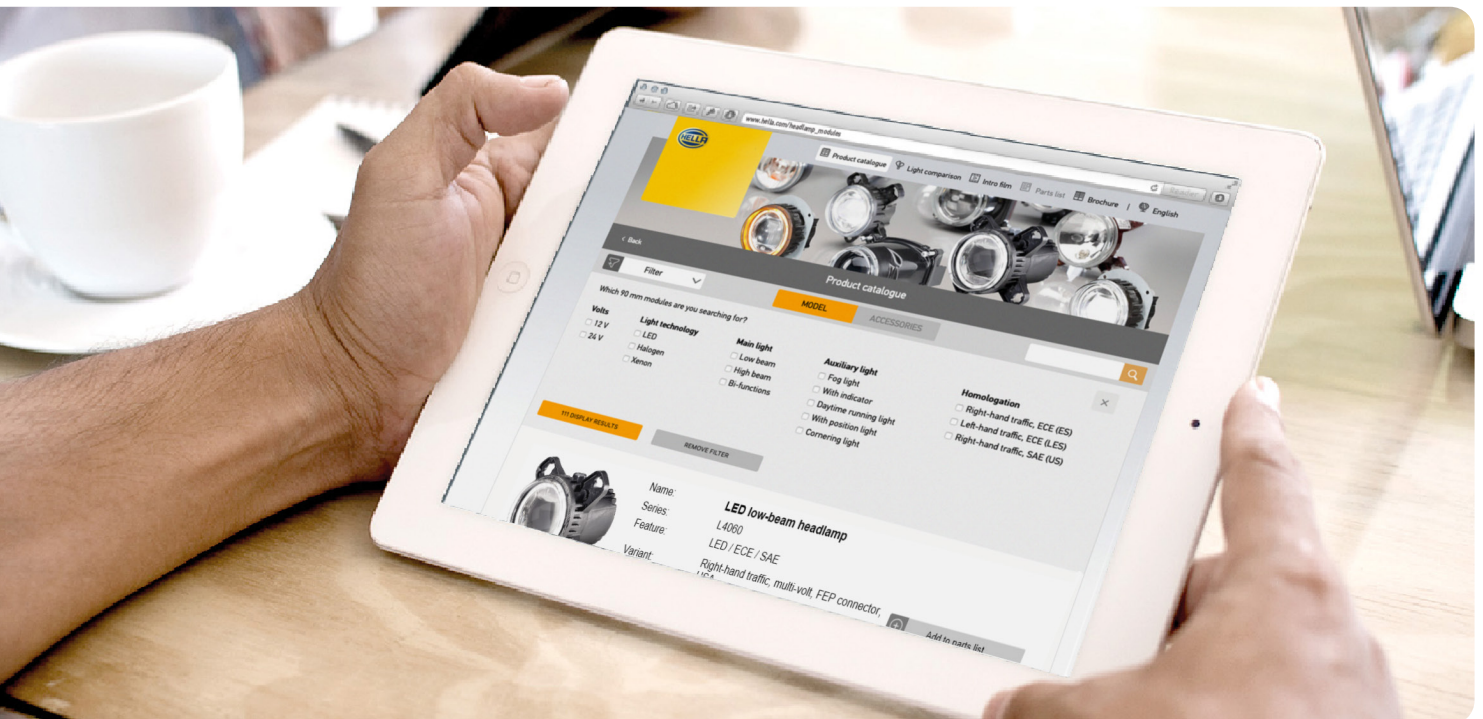 www.hella.com/headlamp_modules
Reader
HELLA
Product catalogue
Light comparison
Intro film
Parts list
Brochure | English
< Back
Product catalogue
Filter
MODEL
ACCESSORIES
Which 90 mm modules are you searching for?
Volts
12 V
24 V
Light technology
LED
Halogen
Xenon
Main light
Low beam
High beam
Bi-functions
Auxiliary light
Fog light
With indicator
Daytime running light
With position light
Cornering light
Homologation
Right-hand traffic, ECE (ES)
Left-hand traffic, ECE (LES)
Right-hand traffic, SAE (US)
111 DISPLAY RESULTS
REMOVE FILTER
Name: LED low-beam headlamp
Series: L4060
Feature: LED / ECE / SAE
Variant: Right-hand traffic, multi-volt, FEP connector,
USA
Add to parts list